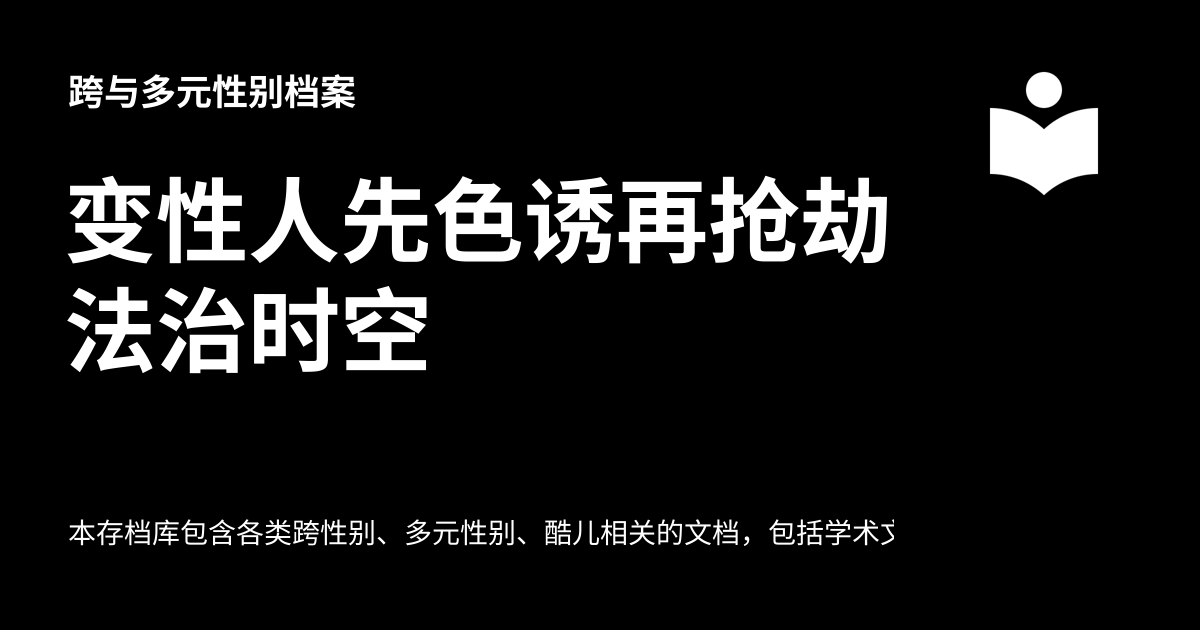 跨与多元性别档案
变性人先色诱再抢劫
法治时空
本存档库包含各类跨性别、多元性别、酷儿相关的文档，包括学术